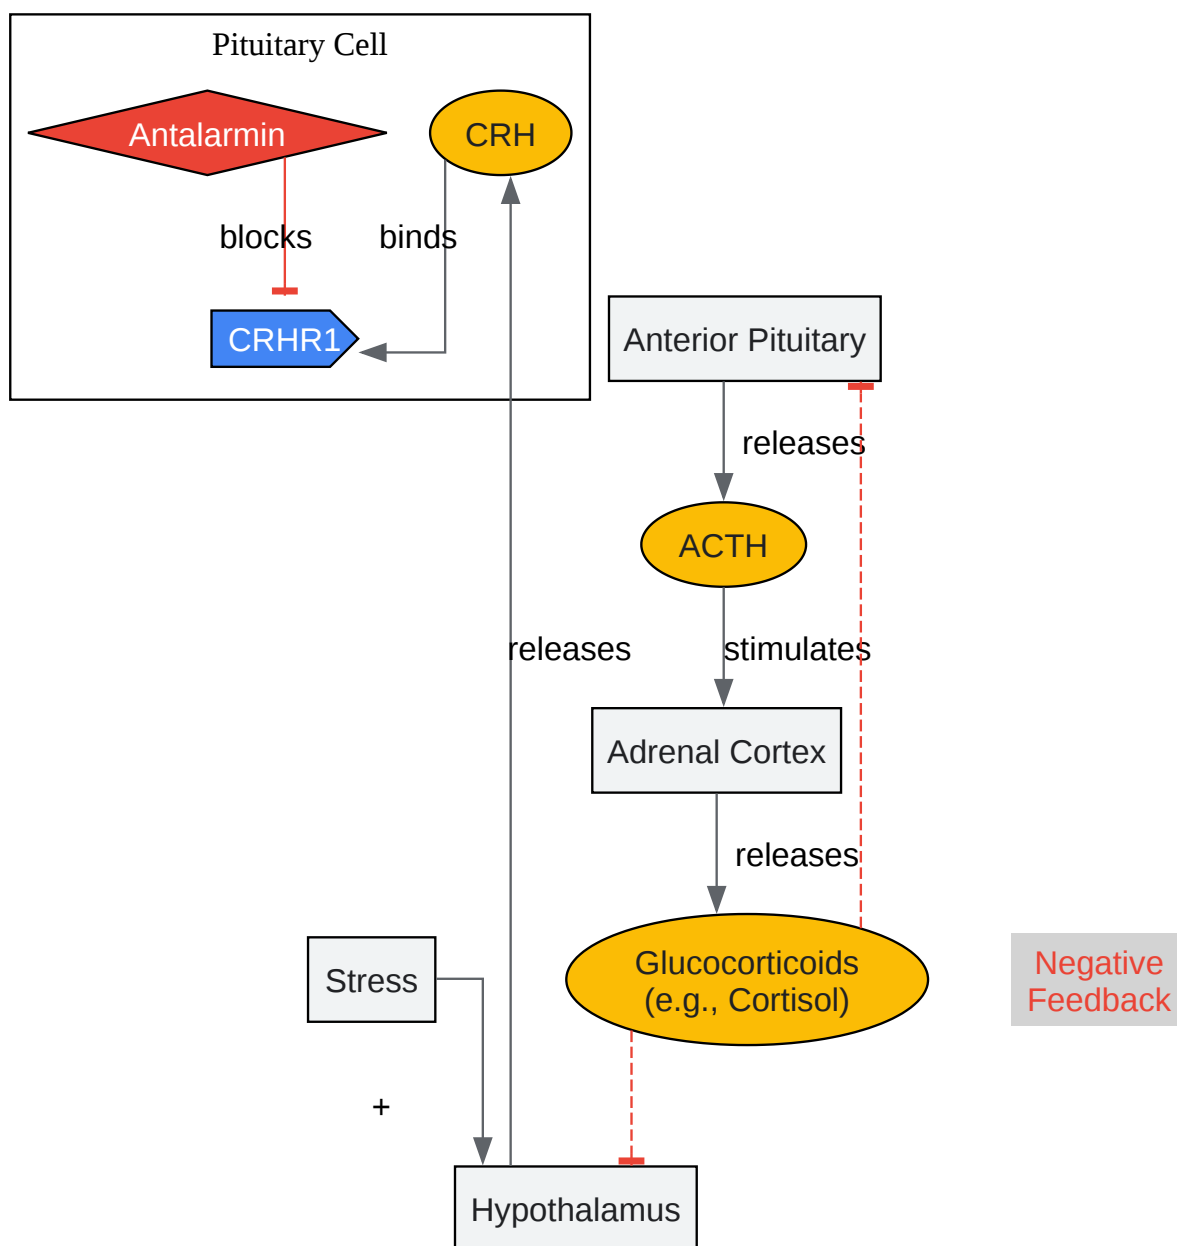 Pituitary Cell
Antalarmin
CRH
blocks
binds
CRHR1
Anterior Pituitary
releases
ACTH
releases
stimulates
Adrenal Cortex
releases
Stress
Glucocorticoids
(e.g., Cortisol)
Negative
Feedback
+
Hypothalamus